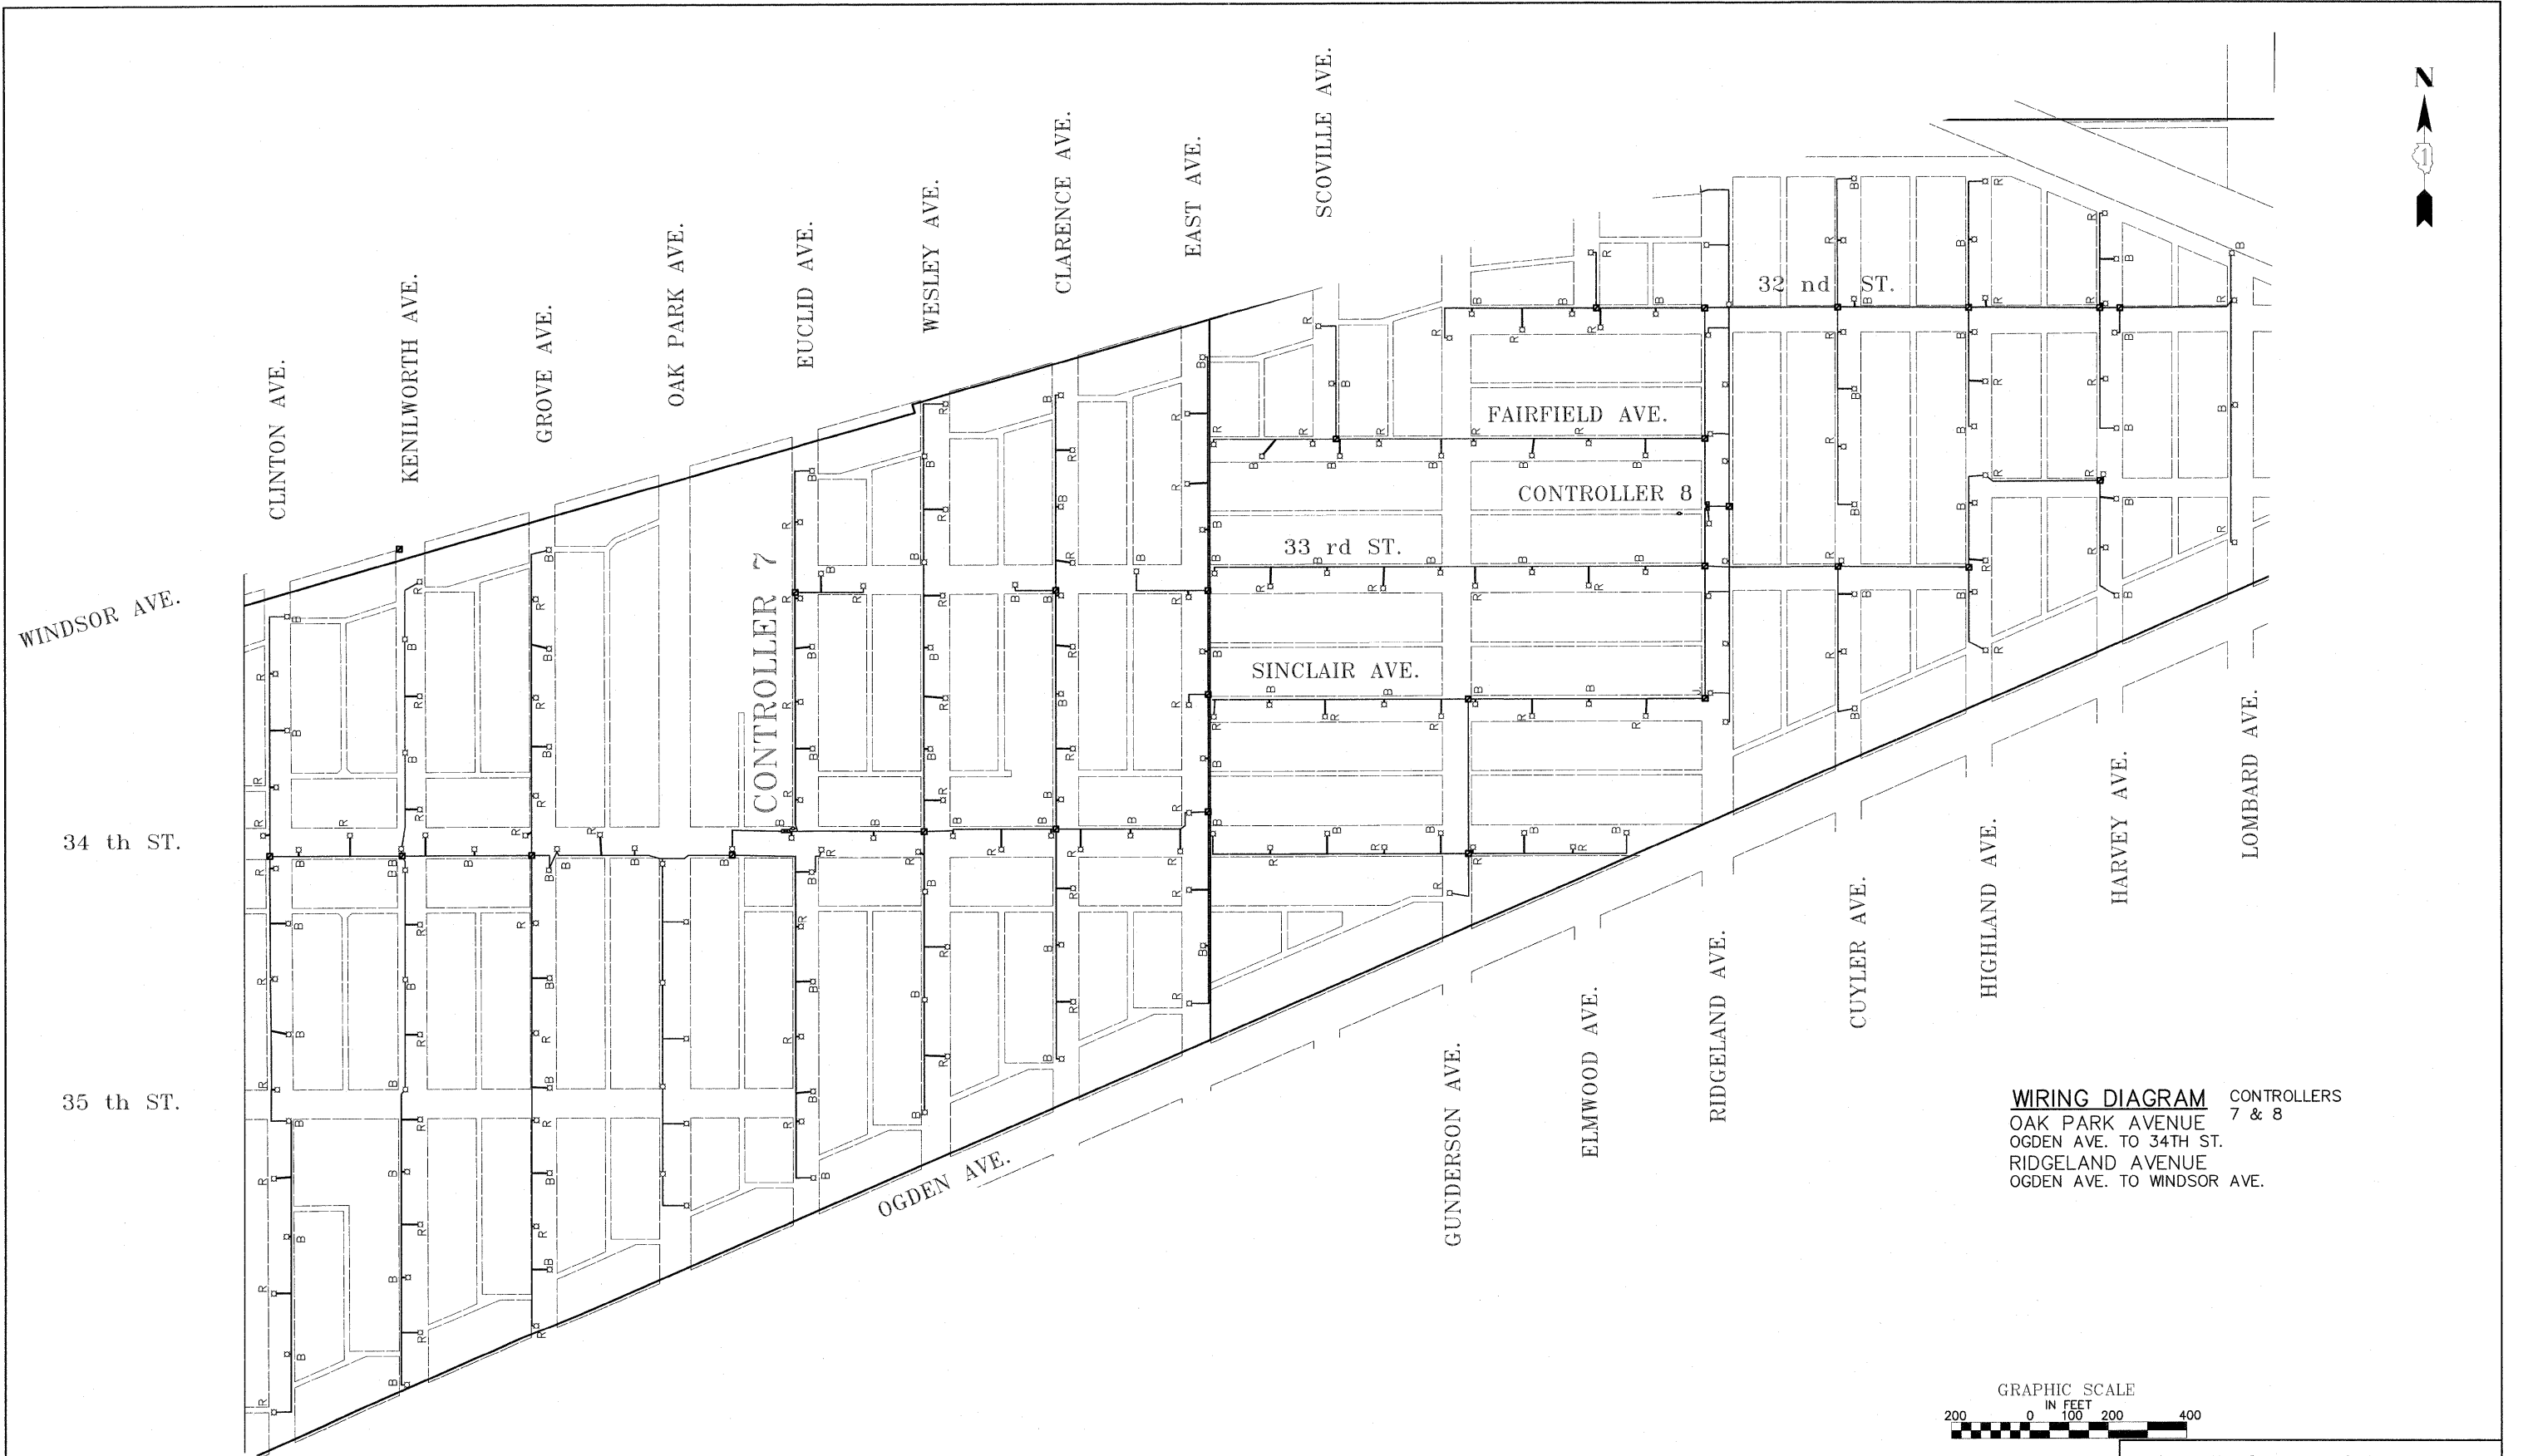 N
1
SCOVILLE AVE.
CLARENCE AVE.
EAST AVE.
WESLEY AVE.
OAK PARK AVE.
EUCLID AVE.
KENILWORTH AVE.
GROVE AVE.
CLINTON AVE.
32 nd ST.
FAIRFIELD AVE.
CONTROLLER 8
33 rd ST.
CONTROLLER 7
WINDSOR AVE.
SINCLAIR AVE.
34 th ST.
LOMBARD AVE.
HARVEY AVE.
HIGHLAND AVE.
CUYLER AVE.
RIDGELAND AVE.
ELMWOOD AVE.
GUNDERSON AVE.
35 th ST.
OGDEN AVE.
WIRING DIAGRAM CONTROLLERS
7 & 8
OAK PARK AVENUE
OGDEN AVE. TO 34TH ST.
RIDGELAND AVENUE
OGDEN AVE. TO WINDSOR AVE.
GRAPHIC SCALE
IN FEET
200 0 100 200 400